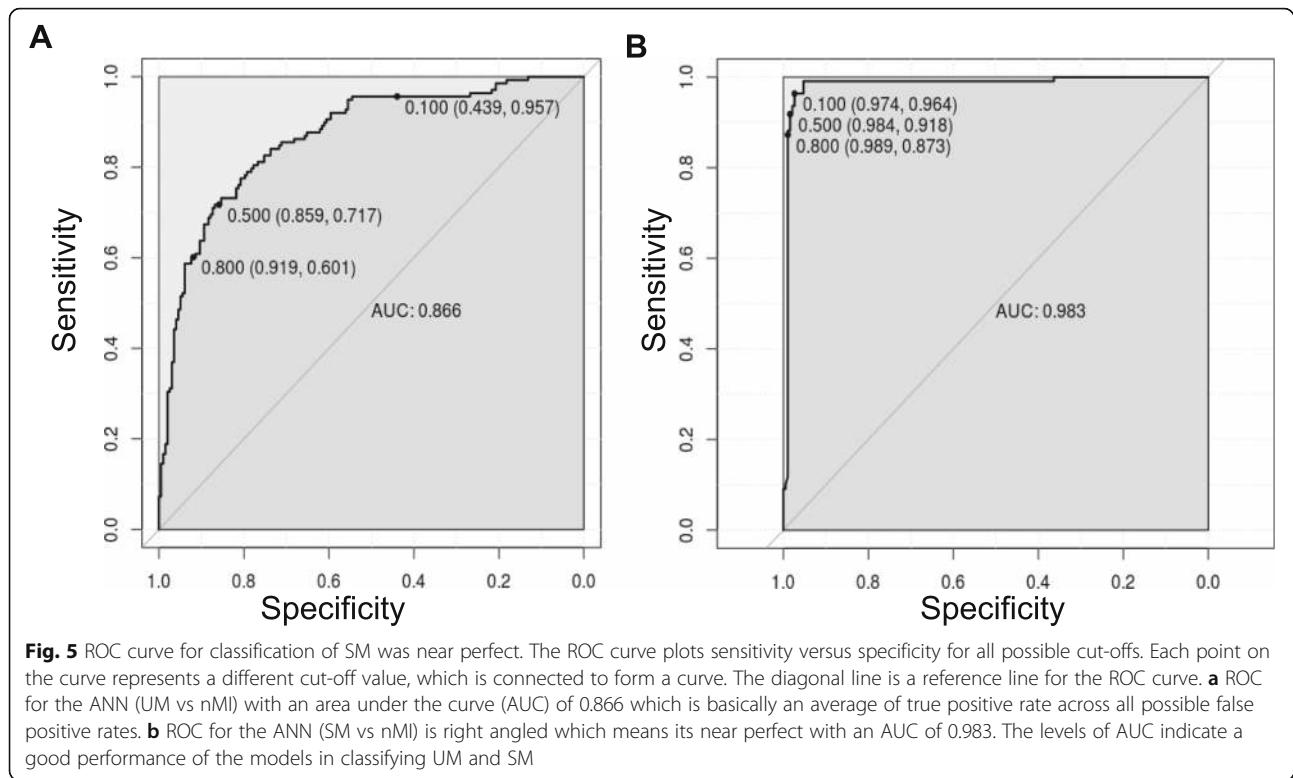 A
B
1.0
0.8
0.6
0.4
0.2
0.0
Sensitivity
0.100 (0.439, 0.957)
0.500 (0.859, 0.717)
0.800 (0.919, 0.601)
AUC: 0.866
1.0 0.8 0.6 0.4 0.2 0.0
Specificity
1.0
0.8
0.6
0.4
0.2
0.0
Sensitivity
0.100 (0.974, 0.964)
0.500 (0.984, 0.918)
0.800 (0.989, 0.873)
AUC: 0.983
1.0 0.8 0.6 0.4 0.2 0.0
Specificity
Fig. 5 ROC curve for classification of SM was near perfect. The ROC curve plots sensitivity versus specificity for all possible cut-offs. Each point on
the curve represents a different cut-off value, which is connected to form a curve. The diagonal line is a reference line for the ROC curve. a ROC
for the ANN (UM vs nMI) with an area under the curve (AUC) of 0.866 which is basically an average of true positive rate across all possible false
positive rates. b ROC for the ANN (SM vs nMI) is right angled which means its near perfect with an AUC of 0.983. The levels of AUC indicate a
good performance of the models in classifying UM and SM